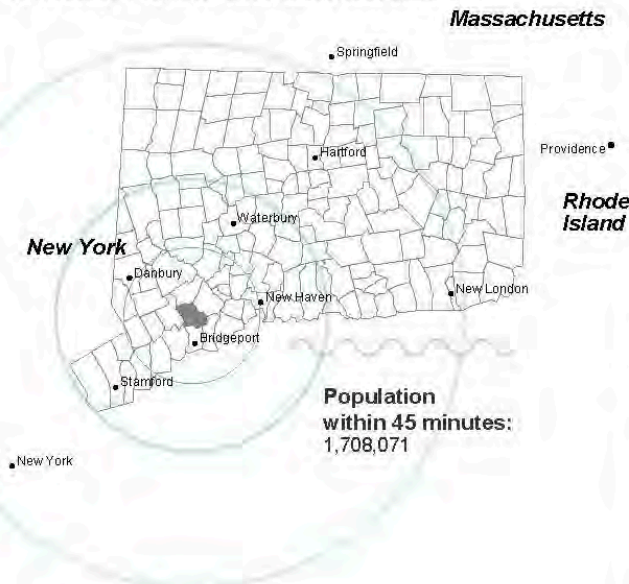 Massachusetts
Springfield
Hartford
Providence
Rhode
Island
Waterbury
New York
Danbury
New Haven
New London
Bridgeport
Stamford
Population
within 45 minutes:
1,708,071
New York